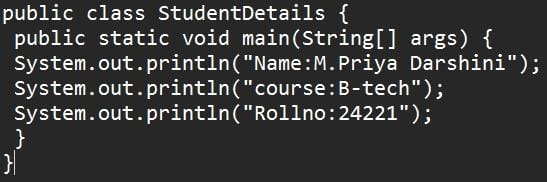 public class StudentDetails {
 public static void main(String[] args) {
 System.out.println("Name:M.Priya Darshini");
 System.out.println("course:B-tech");
 System.out.println("Rollno:24221");
 }
}